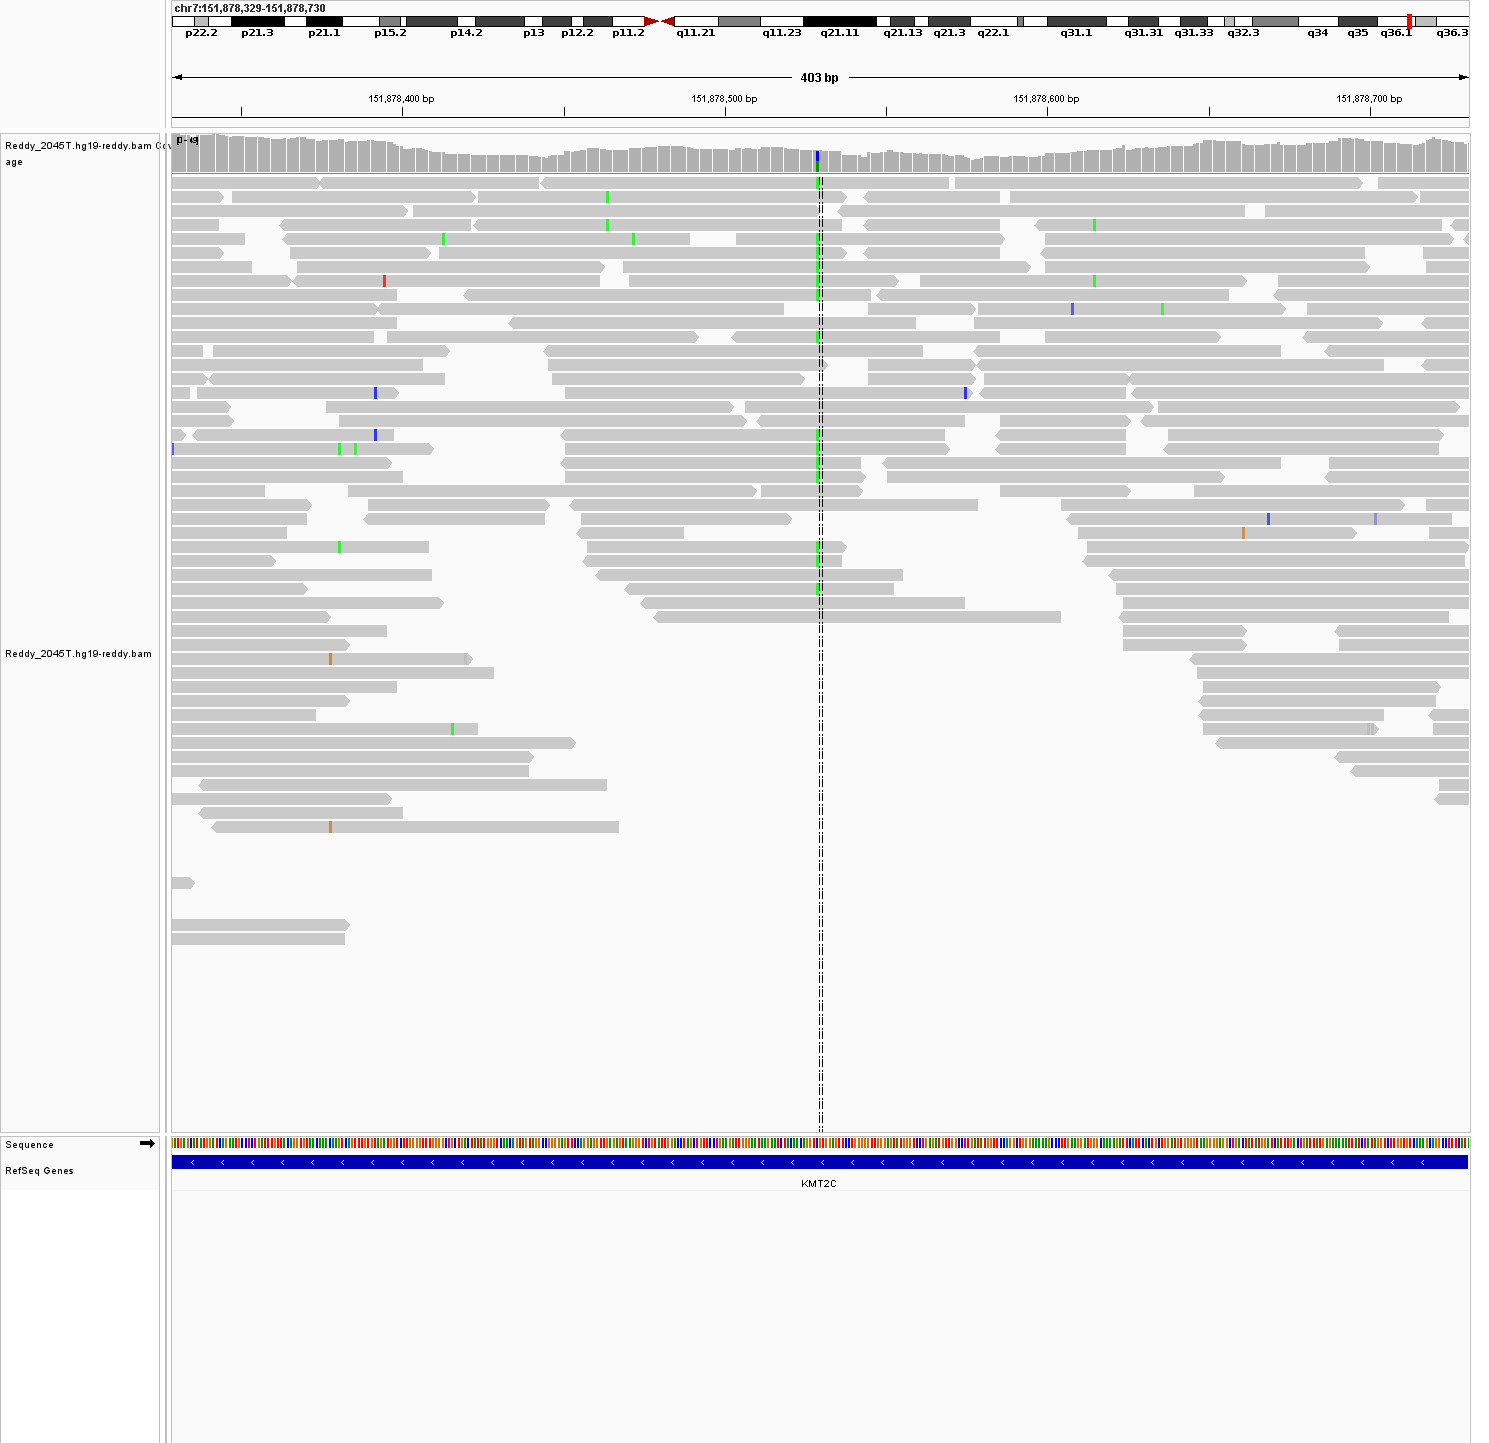 chr7:151,878,329-151,878,730
p22.2 p21.3 p21.1 p15.2 p14.2 p13 p12.2 p11.2 q11.21 q11.23 q21.11 q21.13 q21.3 q22.1 q31.1 q31.31 q31.33 q32.3 q34 q35 q36.1 q36.3
403 bp
151,878,400 bp 151,878,500 bp 151,878,600 bp 151,878,700 bp
Reddy_2045T.hg19-reddy.bam Cov
age
Reddy_2045T.hg19-reddy.bam
Sequence
RefSeq Genes
KMT2C